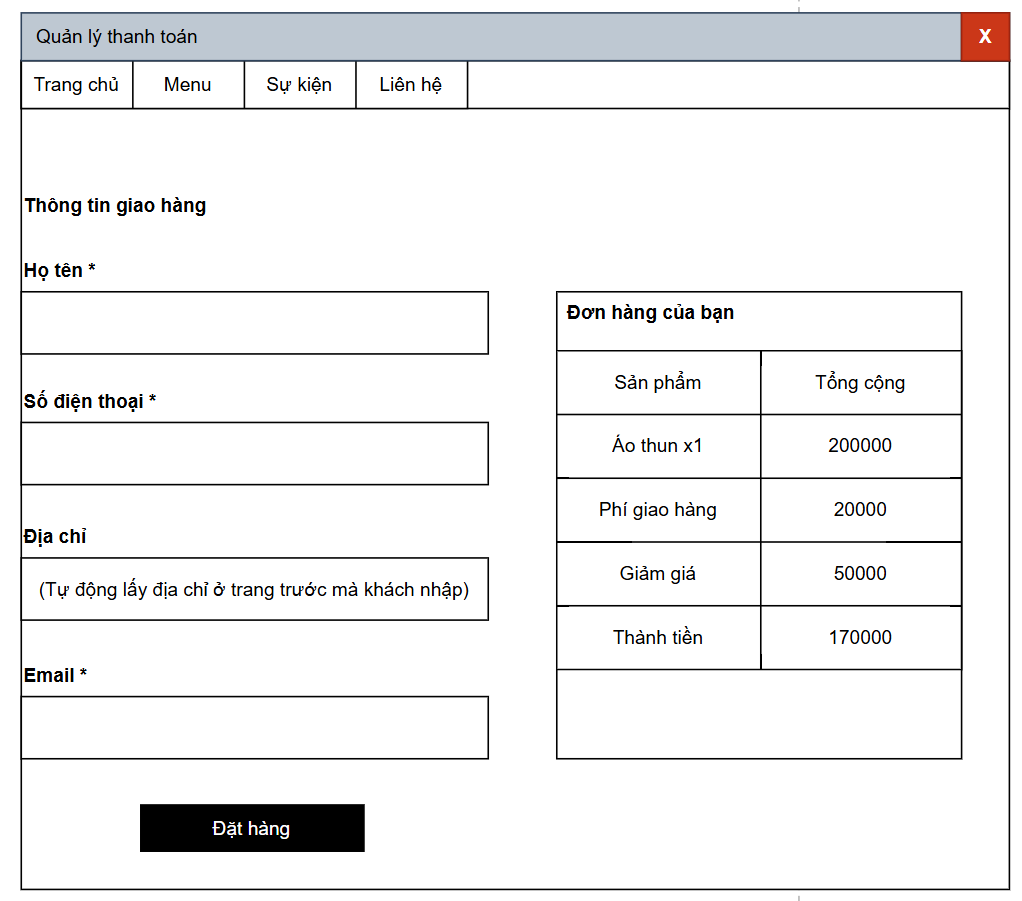 Quản lý thanh toán
X
Trang chủ
Menu
Sự kiện
Liên hệ
Thông tin giao hàng
Họ tên *
Số điện thoại *
Địa chỉ
(Tự động lấy địa chỉ ở trang trước mà khách nhập)
Email *
Đặt hàng
Đơn hàng của bạn
Sản phẩm
Tổng cộng
Áo thun x1
200000
Phí giao hàng
20000
Giảm giá
50000
Thành tiền
170000